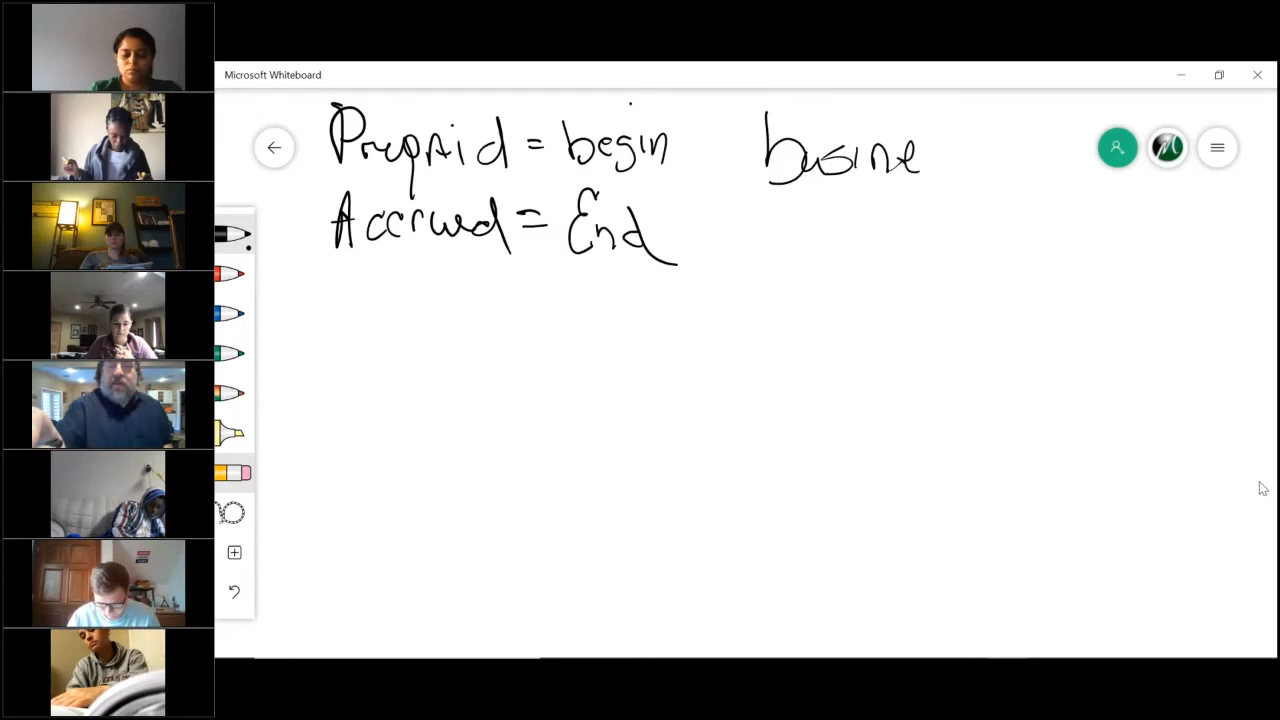 Microsoft Whiteboard
Prepaid = begin busine
Accrued = End